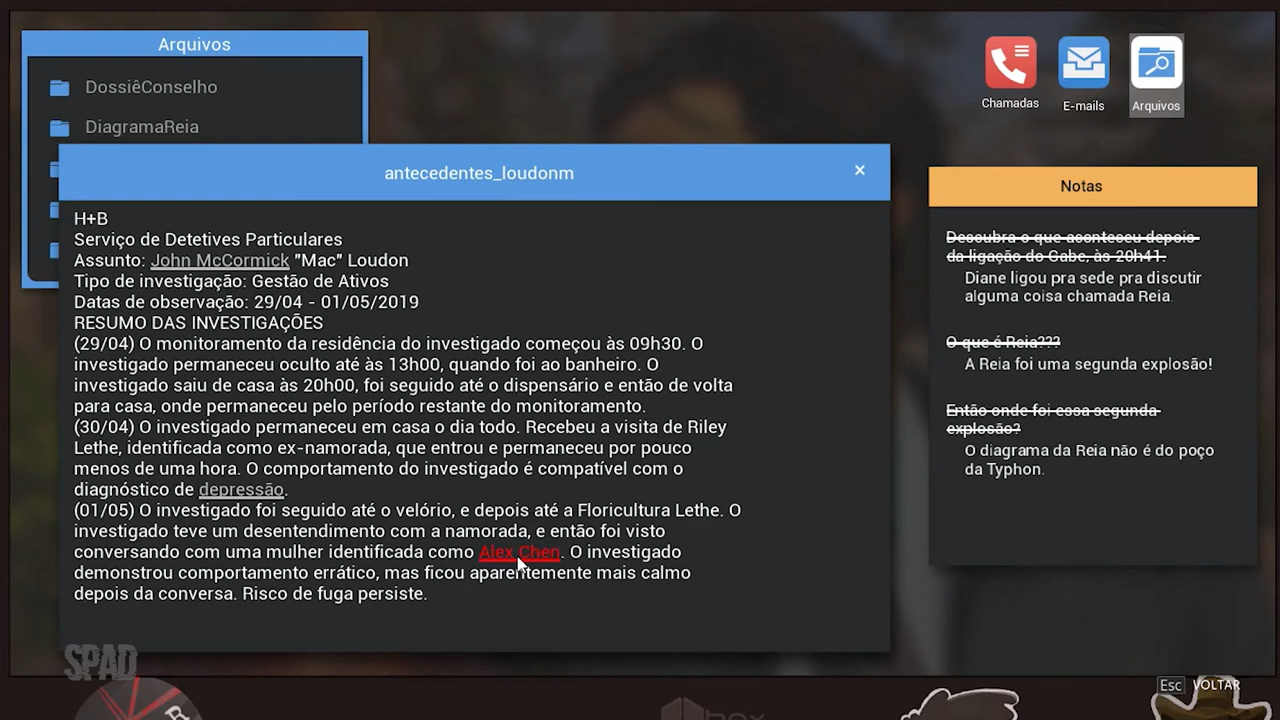 Arquivos
DossiêConselho
DiagramaReia
Chamadas
E-mails
Arquivos
antecedentes_loudonm
×
H+B
Serviço de Detetives Particulares
Assunto: John McCormick "Mac" Loudon
Tipo de investigação: Gestão de Ativos
Datas de observação: 29/04 - 01/05/2019
RESUMO DAS INVESTIGAÇÕES
(29/04) O monitoramento da residência do investigado começou às 09h30. O
investigado permaneceu oculto até às 13h00, quando foi ao banheiro. O
investigado saiu de casa às 20h00, foi seguido até o dispensário e então de volta
para casa, onde permaneceu pelo período restante do monitoramento.
(30/04) O investigado permaneceu em casa o dia todo. Recebeu a visita de Riley
Lethe, identificada como ex-namorada, que entrou e permaneceu por pouco
menos de uma hora. O comportamento do investigado é compatível com o
diagnóstico de depressão.
(01/05) O investigado foi seguido até o velório, e depois até a Floricultura Lethe. O
investigado teve um desentendimento com a namorada, e então foi visto
conversando com uma mulher identificada como Alex Chen. O investigado
demonstrou comportamento errático, mas ficou aparentemente mais calmo
depois da conversa. Risco de fuga persiste.
Notas
Descubra o que aconteceu depois
da ligação do Gabe, às 20h41.
Diane ligou pra sede pra discutir
alguma coisa chamada Reia.
O que é Reia???
A Reia foi uma segunda explosão!
Então onde foi essa segunda
explosão?
O diagrama da Reia não é do poço
da Typhon.
SPAD
Esc VOLTAR